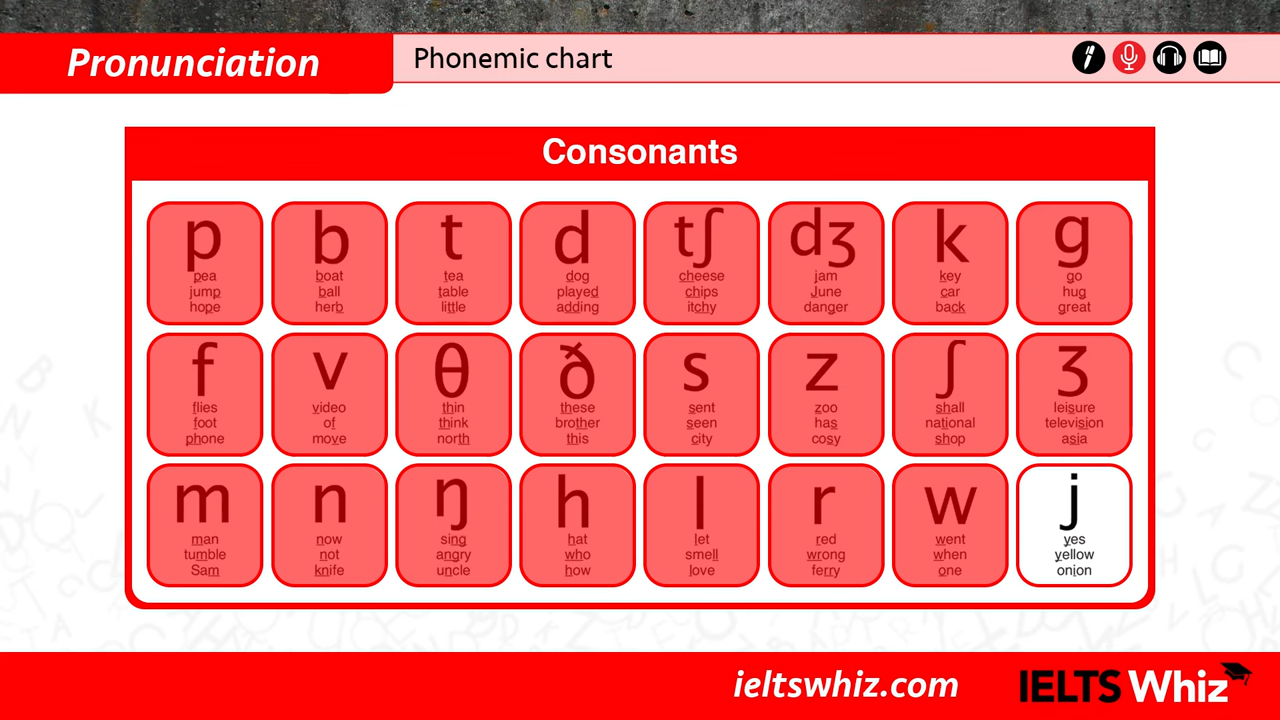 Pronunciation
Phonemic chart
Consonants
p b t d tʃ dʒ k g
pea boat tea dog cheese jam key go
jump ball table played chips June car hug
hope herb little adding itchy danger back great
f v θ ð s z ʃ ʒ
flies video thin these sent zoo shall leisure
foot of think brother seen has national television
phone move north this city cosy shop asia
m n ŋ h l r w j
man now sing hat let red went yes
tumble not angry who smell wrong when yellow
Sam knife uncle how love ferry one onion
ieltswhiz.com
IELTS Whiz